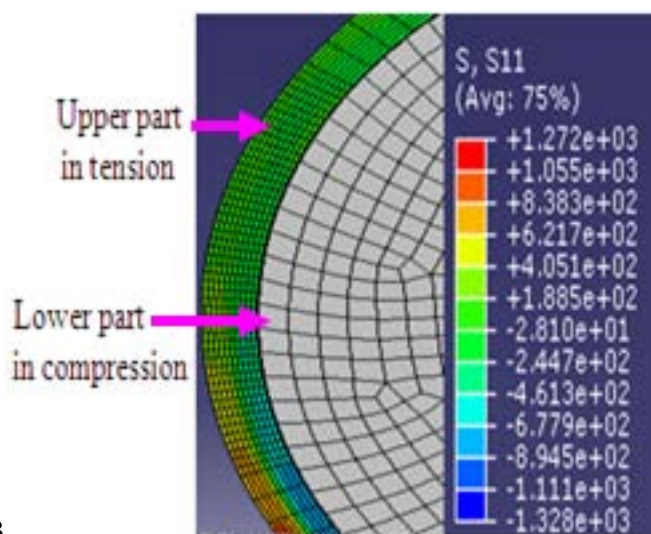 Upper part
in tension
Lower part
in compression
S, S11
(Avg: 75%)
+1.272e+03
+1.055e+03
+8.383e+02
+6.217e+02
+4.051e+02
+1.885e+02
-2.810e+01
-2.447e+02
-4.613e+02
-6.779e+02
-8.945e+02
-1.111e+03
-1.328e+03